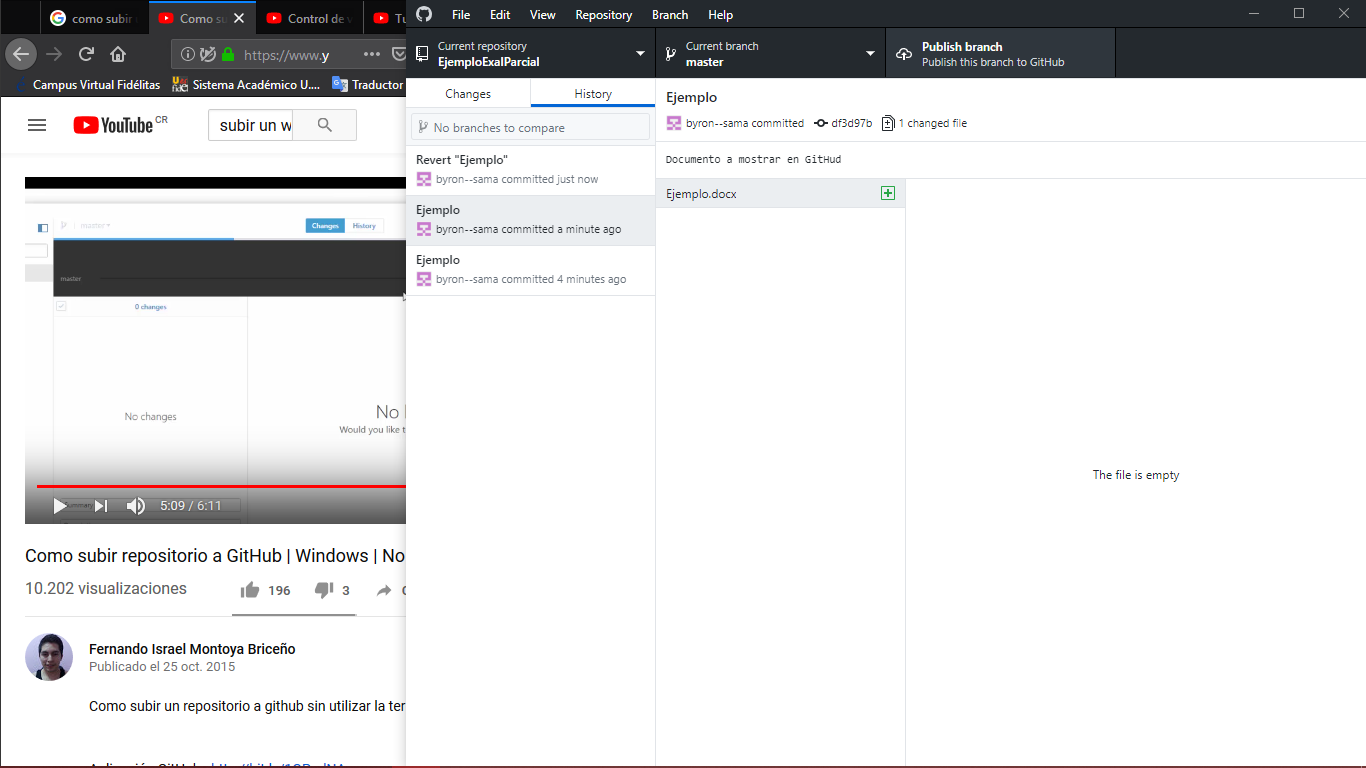 como subir
Como su
Control de v
Tu
https://www.y
Campus Virtual Fidélitas
Sistema Académico U....
Traductor
YouTube CR
subir un w
master
Changes
History
master
0 changes
No changes
No
Would you like t
Summary
5:09 / 6:11
Como subir repositorio a GitHub | Windows | No
10.202 visualizaciones
196
3
Fernando Israel Montoya Briceño
Publicado el 25 oct. 2015
Como subir un repositorio a github sin utilizar la ter
File Edit View Repository Branch Help
Current repository
EjemploExaIParcial
Current branch
master
Publish branch
Publish this branch to GitHub
Changes
History
No branches to compare
Revert "Ejemplo"
byron--sama committed just now
Ejemplo
byron--sama committed a minute ago
Ejemplo
byron--sama committed 4 minutes ago
Ejemplo
byron--sama committed
df3d97b
1 changed file
Documento a mostrar en GitHud
Ejemplo.docx
The file is empty